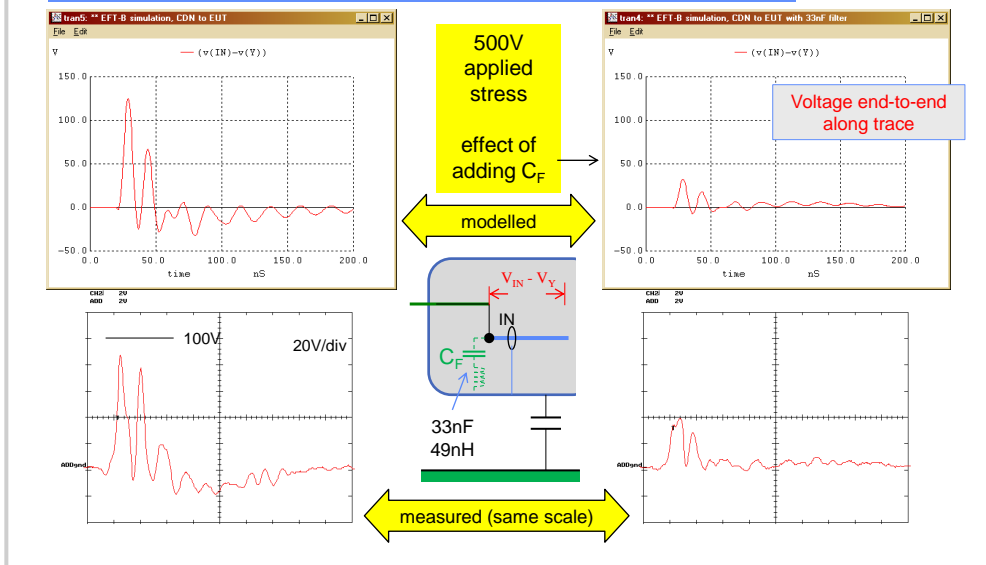 tran5: ** EFT-B simulation, CDN to EUT
File Edit
V
(v(IN)-v(Y))
150.0
100.0
50.0
0.0
-50.0
0.0 50.0 100.0 150.0 200.0
time nS
500V
applied
stress
effect of
adding CF
modelled
tran4: ** EFT-B simulation, CDN to EUT with 33nF filter
File Edit
V
(v(IN)-v(Y))
150.0
100.0
50.0
0.0
-50.0
0.0 50.0 100.0 150.0 200.0
time nS
Voltage end-to-end
along trace
CH2 2V
ADD 2V
100V
20V/div
ADDgnd
VIN - VY
IN
CF
33nF
49nH
CH2 2V
ADD 2V
ADDgnd
measured (same scale)